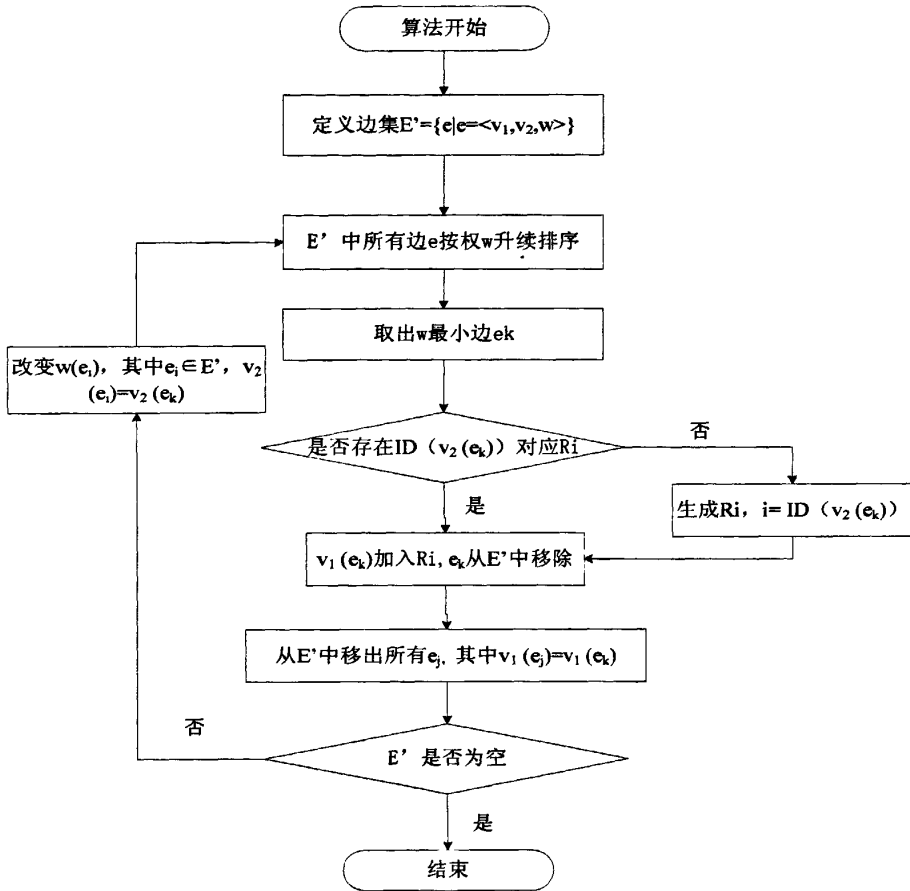 算法开始
定义边集E'={e|e=<v₁,v₂,w>}
E' 中所有边e按权w升续排序
取出w最小边ek
改变w(eᵢ), 其中eᵢ∈E', v₂
(eᵢ)=v₂(eₖ)
是否存在ID（v₂(eₖ)）对应Ri
否
是
生成Ri, i= ID（v₂(eₖ)）
v₁(eₖ)加入Ri, eₖ从E'中移除
从E'中移出所有eⱼ, 其中v₁(eⱼ)=v₁(eₖ)
否
E' 是否为空
是
结束